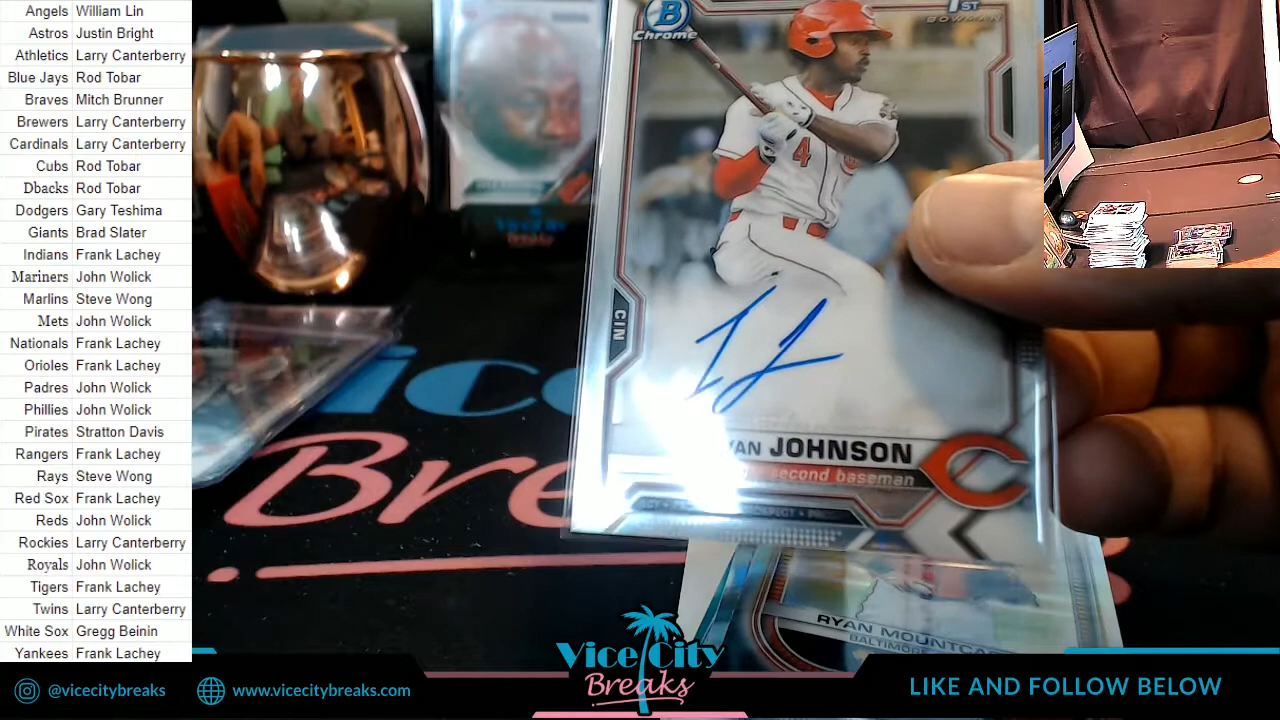 Angels William Lin
Astros Justin Bright
Athletics Larry Canterberry
Blue Jays Rod Tobar
Braves Mitch Brunner
Brewers Larry Canterberry
Cardinals Larry Canterberry
Cubs Rod Tobar
Dbacks Rod Tobar
Dodgers Gary Teshima
Giants Brad Slater
Indians Frank Lachey
Mariners John Wolick
Marlins Steve Wong
Mets John Wolick
Nationals Frank Lachey
Orioles Frank Lachey
Padres John Wolick
Phillies John Wolick
Pirates Stratton Davis
Rangers Frank Lachey
Rays Steve Wong
Red Sox Frank Lachey
Reds John Wolick
Rockies Larry Canterberry
Royals John Wolick
Tigers Frank Lachey
Twins Larry Canterberry
White Sox Gregg Beinin
Yankees Frank Lachey
B
Chrome
1ST
BOWMAN
4
CIN
JOHNSON
second baseman
C
RYAN
Vice City
Breaks
@vicecitybreaks
www.vicecitybreaks.com
LIKE AND FOLLOW BELOW